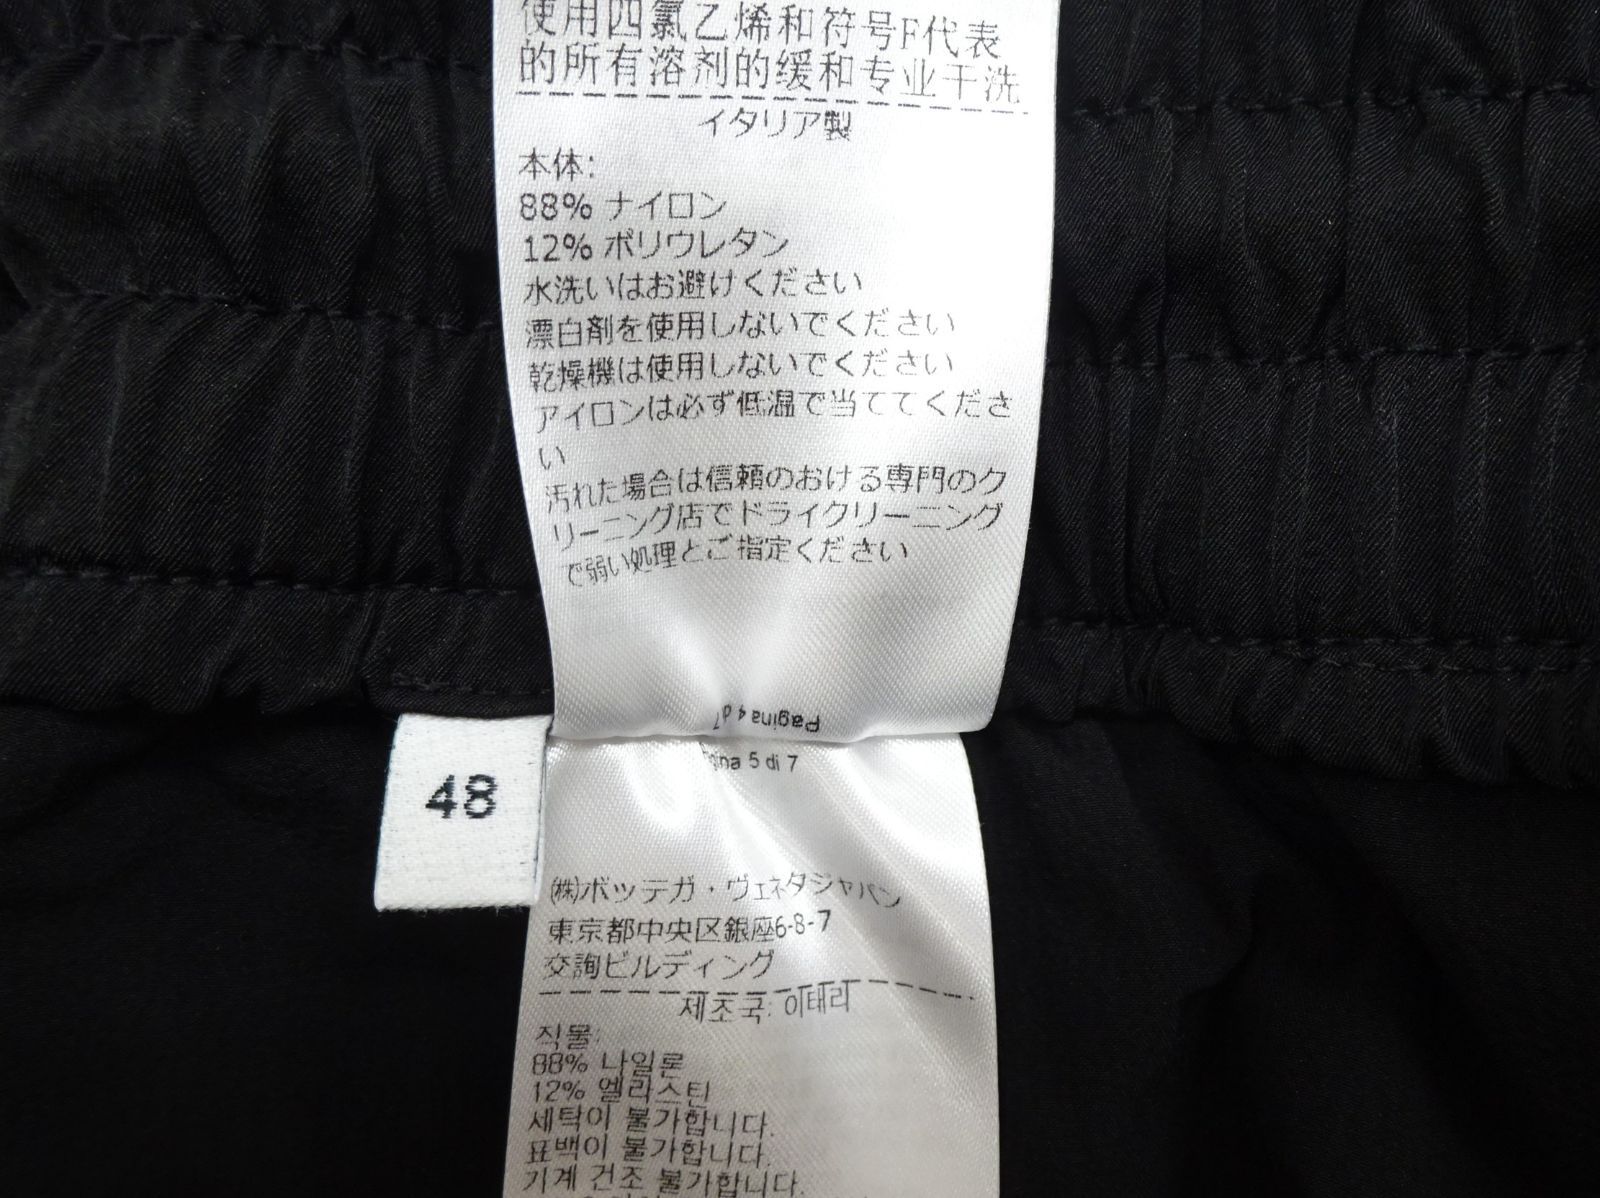 使用四氯乙烯和符号F代表
的所有溶剂的缓和专业干洗
イタリア製
本体:
88% ナイロン
12% ポリウレタン
水洗いはお避けください
漂白剤を使用しないでください
乾燥機は使用しないでください
アイロンは必ず低温で当ててくださ
い
汚れた場合は信頼のおける専門のク
リーニング店でドライクリーニング
で弱い処理とご指定ください
Pagina 4 di 7
48
gina 5 di 7
(株)ボッテガ・ヴェネタジャパン
東京都中央区銀座6-8-7
交詢ビルディング
제조국: 이태리
직물:
88% 나일론
12% 엘라스틴
세탁이 불가합니다.
표백이 불가합니다.
기계 건조 불가합니다.